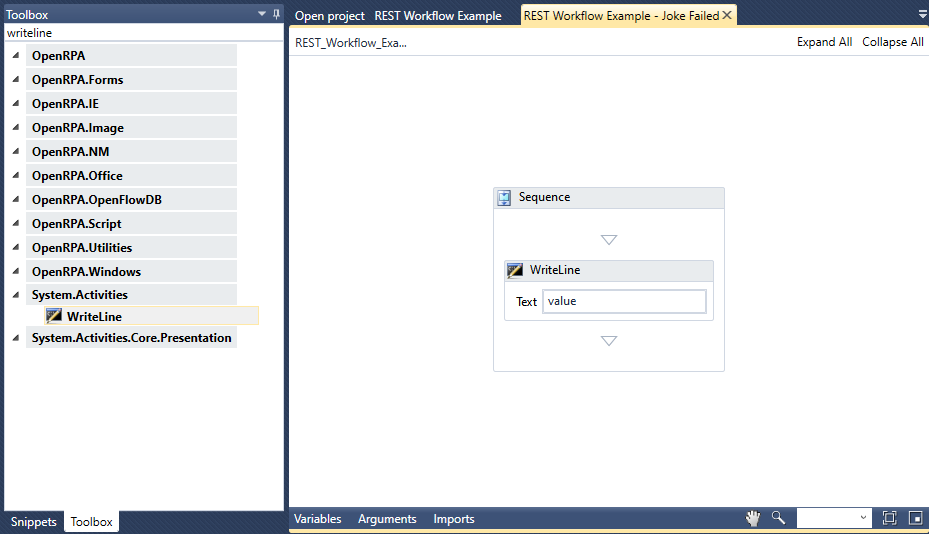 Toolbox
writeline
OpenRPA
OpenRPA.Forms
OpenRPA.IE
OpenRPA.Image
OpenRPA.NM
OpenRPA.Office
OpenRPA.OpenFlowDB
OpenRPA.Script
OpenRPA.Utilities
OpenRPA.Windows
System.Activities
WriteLine
System.Activities.Core.Presentation
Snippets Toolbox
Open project REST Workflow Example REST Workflow Example - Joke Failed
REST_Workflow_Exa... Expand All Collapse All
Sequence
WriteLine
Text value
Variables Arguments Imports